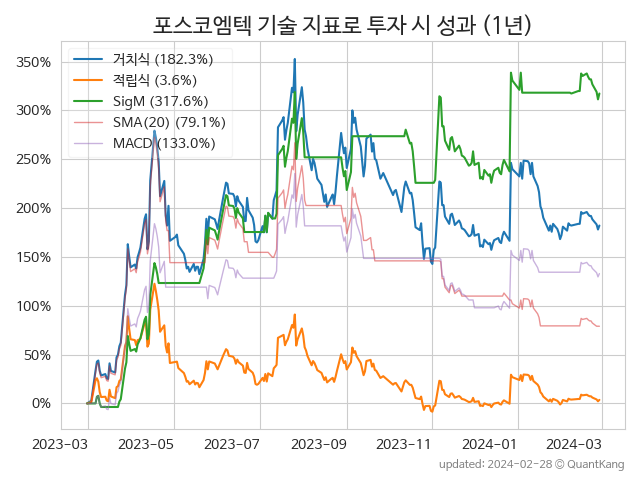 포스코엠텍 기술 지표로 투자 시 성과 (1년)
거치식 (182.3%)
적립식 (3.6%)
SigM (317.6%)
SMA(20) (79.1%)
MACD (133.0%)
350%
300%
250%
200%
150%
100%
50%
0%
2023-03
2023-05
2023-07
2023-09
2023-11
2024-01
2024-03
updated: 2024-02-28 © QuantKang